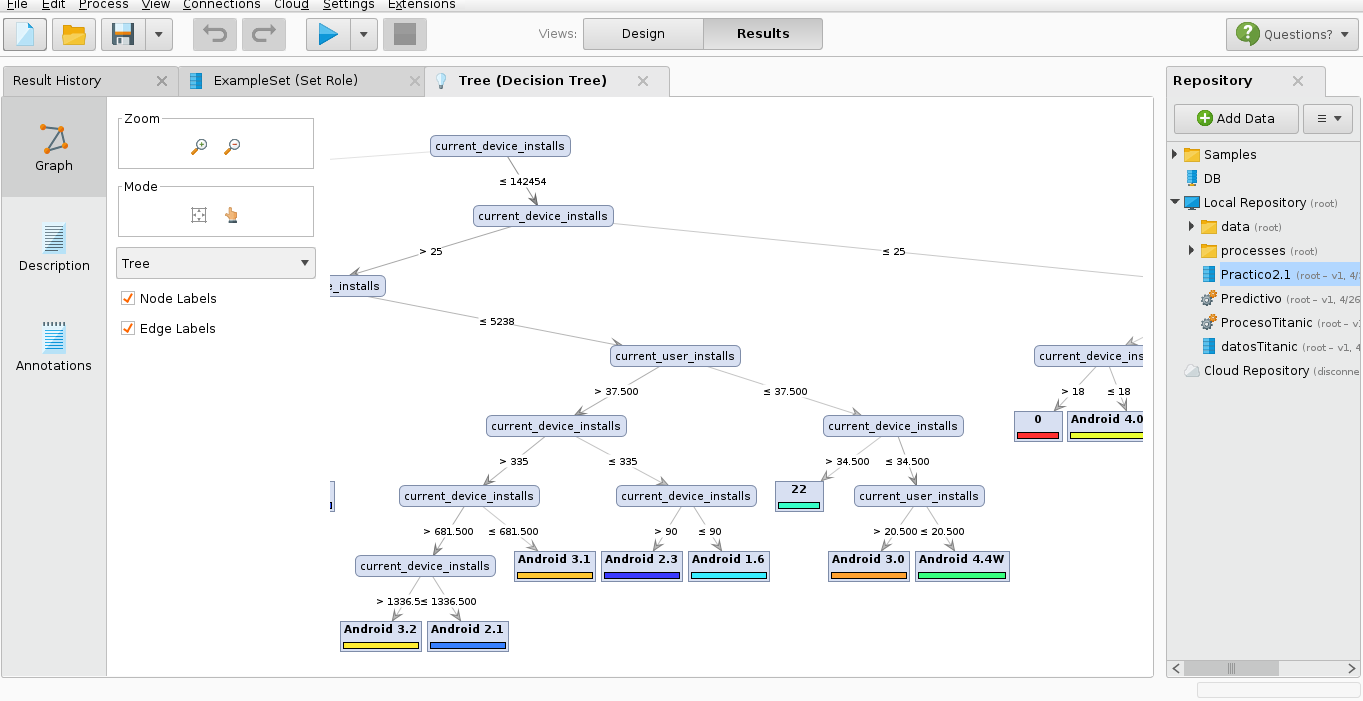 File Edit Process View Connections Cloud Settings Extensions
Views: Design Results Questions?
Result History ExampleSet (Set Role) Tree (Decision Tree) Repository
Zoom
Graph
Mode
Description
Tree
Node Labels
Edge Labels
Annotations
current_device_installs
≤ 142454
current_device_installs
> 25 ≤ 25
e_installs
≤ 5238
current_user_installs current_device_ins
> 37.500 ≤ 37.500 > 18 ≤ 18
current_device_installs current_device_installs 0 Android 4.0
> 335 ≤ 335 > 34.500 ≤ 34.500
current_device_installs current_device_installs 22 current_user_installs
> 681.500 ≤ 681.500 > 90 ≤ 90 > 20.500 ≤ 20.500
current_device_installs Android 3.1 Android 2.3 Android 1.6 Android 3.0 Android 4.4W
> 1336.5 ≤ 1336.500
Android 3.2 Android 2.1
Add Data
Samples
DB
Local Repository (root)
data (root)
processes (root)
Practico2.1 (root – v1, 4/
Predictivo (root – v1, 4/26
ProcesoTitanic (root – v1
datosTitanic (root – v1, 4
Cloud Repository (disconne